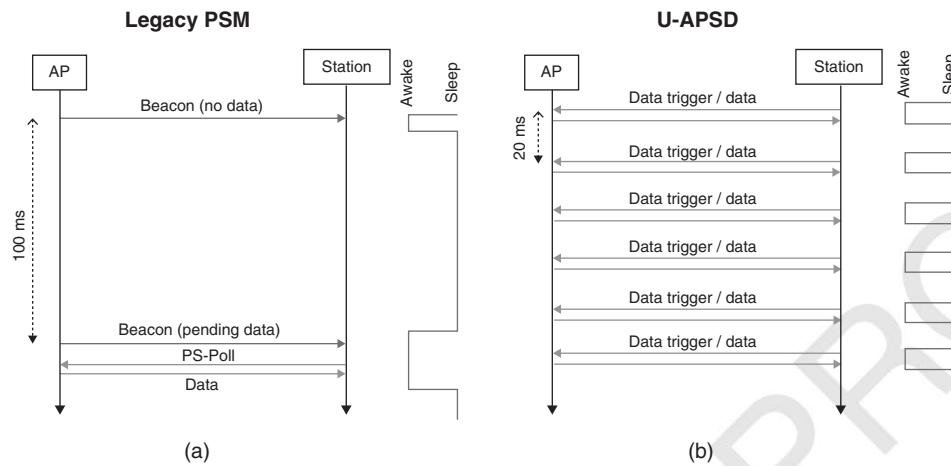 Legacy PSM
AP
Station
Awake
Sleep
Beacon (no data)
100 ms
Beacon (pending data)
PS-Poll
Data
(a)
U-APSD
AP
Station
Awake
Sleep
Data trigger / data
20 ms
Data trigger / data
Data trigger / data
Data trigger / data
Data trigger / data
Data trigger / data
(b)
PRO